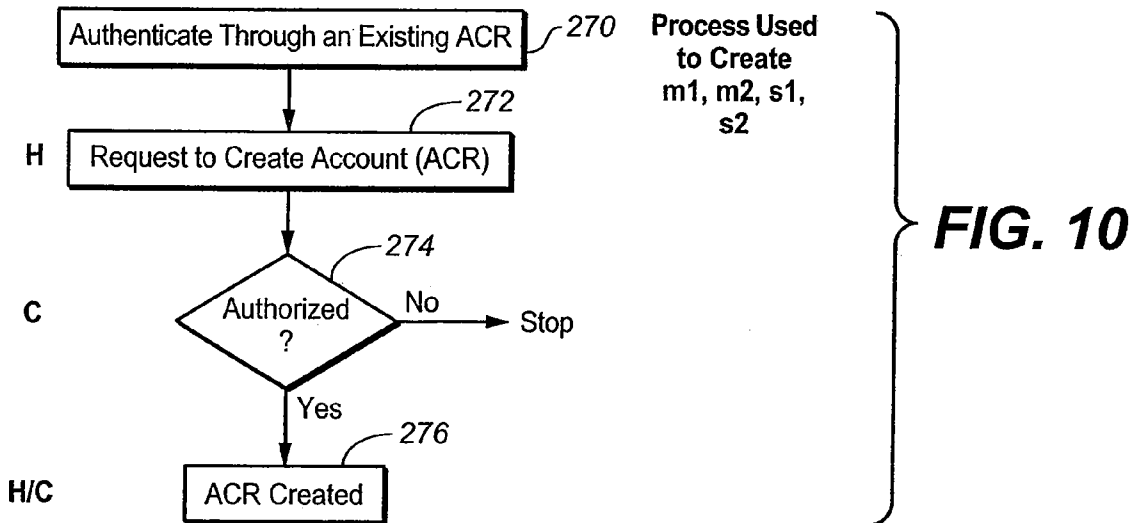 Authenticate Through an Existing ACR
270
Process Used
to Create
m1, m2, s1,
s2
272
H
Request to Create Account (ACR)
FIG. 10
274
C
Authorized
?
No
Stop
Yes
276
H/C
ACR Created